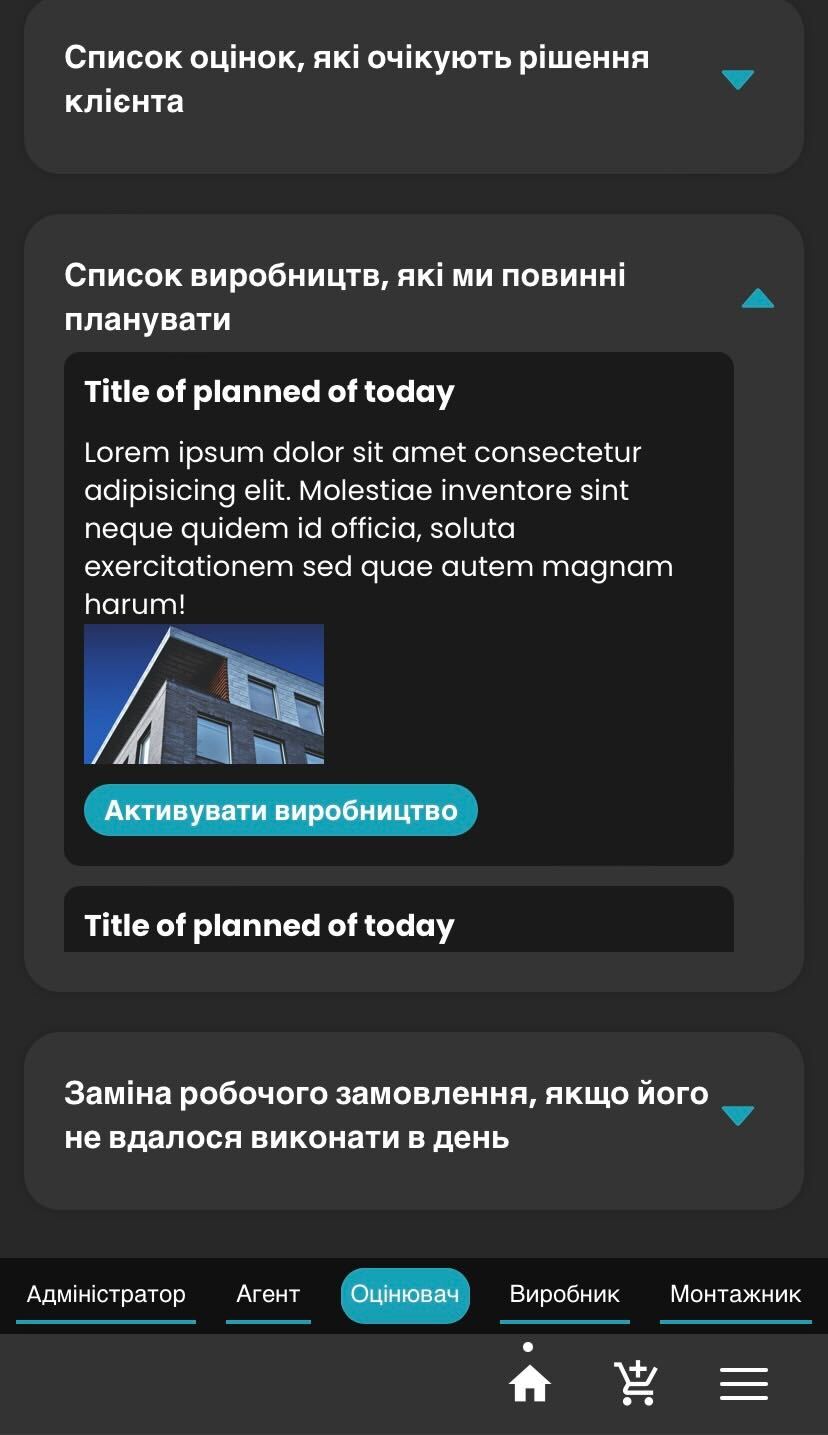 Список оцінок, які очікують рішення
клієнта
Список виробництв, які ми повинні
планувати
Title of planned of today
Lorem ipsum dolor sit amet consectetur
adipisicing elit. Molestiae inventore sint
neque quidem id officia, soluta
exercitationem sed quae autem magnam
harum!
Активувати виробництво
Title of planned of today
Заміна робочого замовлення, якщо його
не вдалося виконати в день
Адміністратор Агент Оцінювач Виробник Монтажник